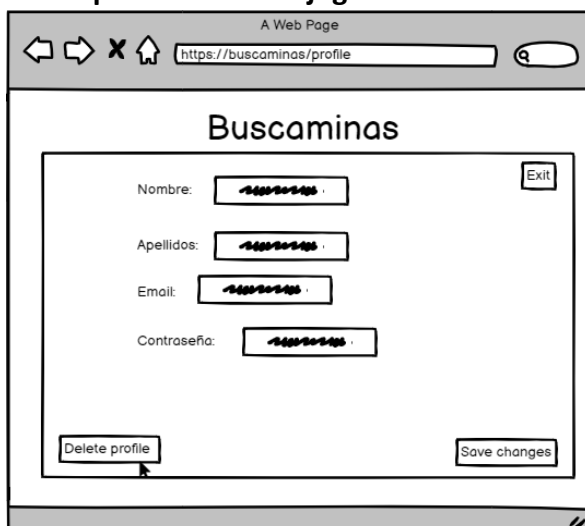 A Web Page
https://buscaminas/profile
Buscaminas
Exit
Nombre:
Apellidos:
Email:
Contraseña:
Delete profile
Save changes